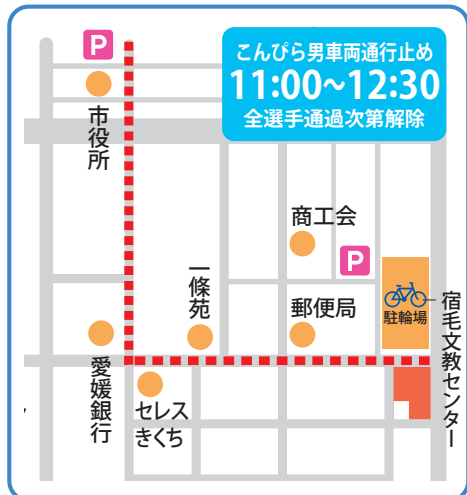 こんぴら男車両通行止め
11:00~12:30
全選手通過次第解除
P
市役所
商工会
P
一條苑
郵便局
駐輪場
宿毛文教センター
愛媛銀行
セレス
きくち